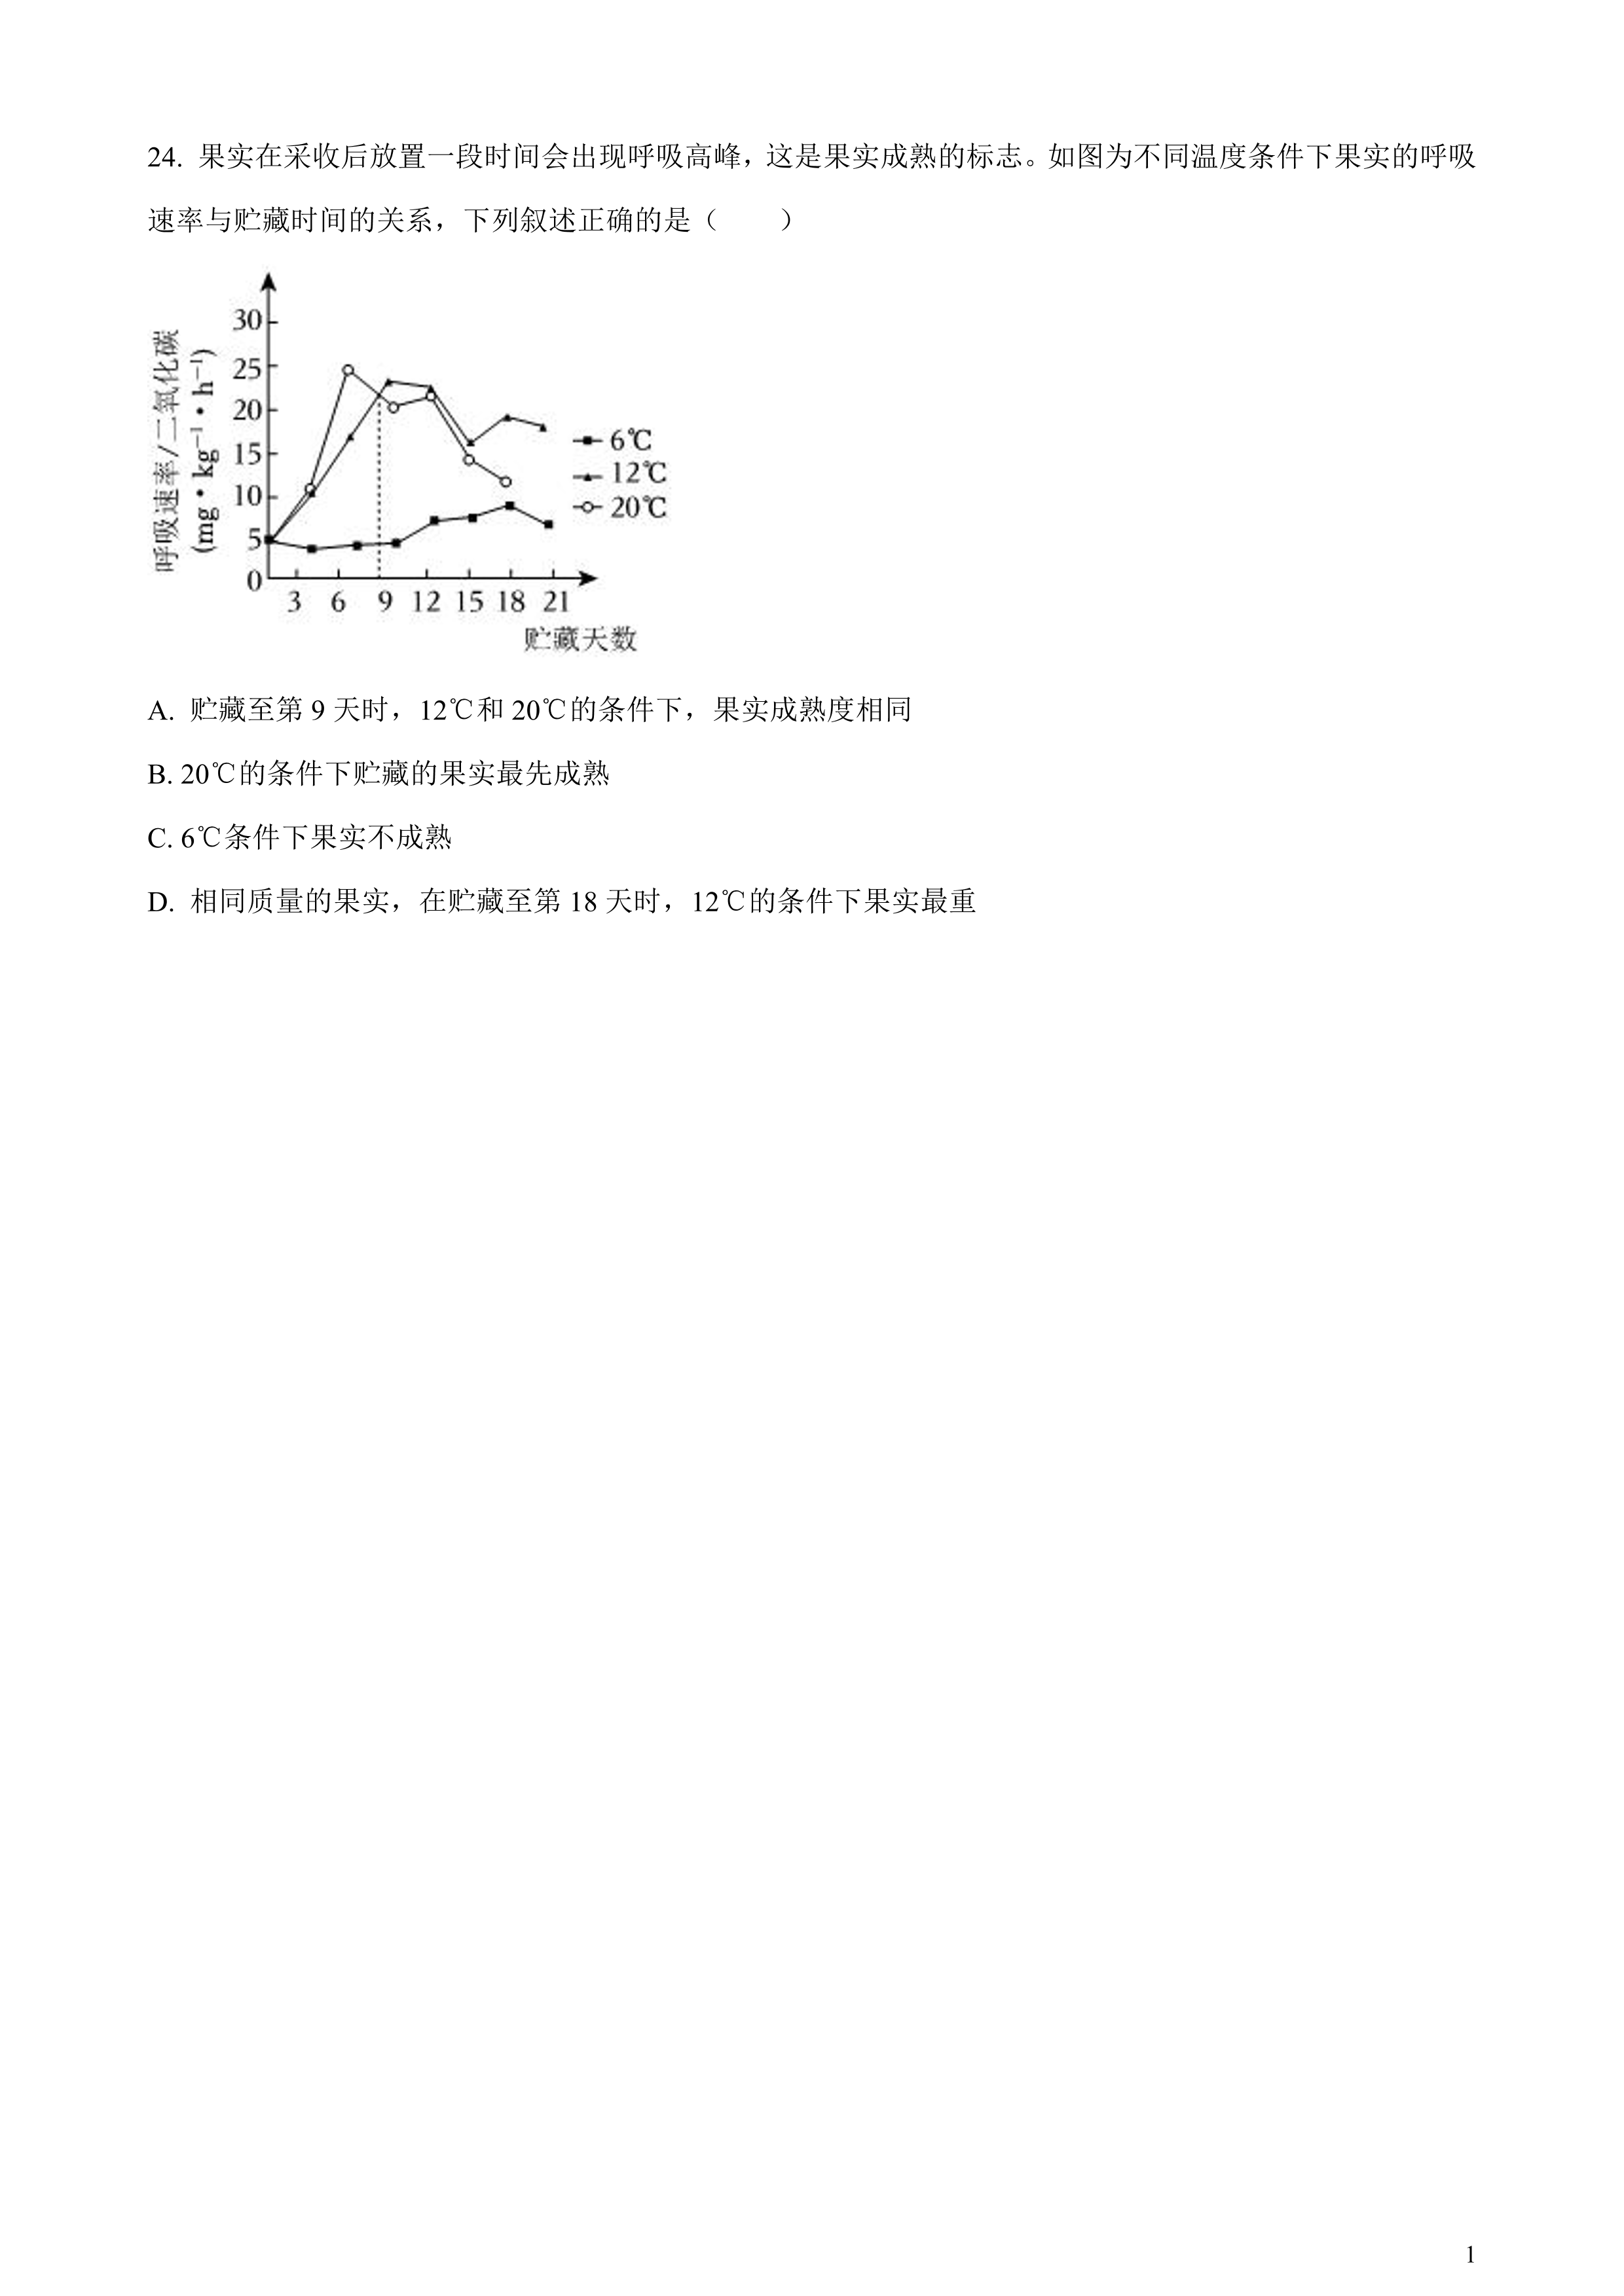 24. 果实在采收后放置一段时间会出现呼吸高峰，这是果实成熟的标志。如图为不同温度条件下果实的呼吸
速率与贮藏时间的关系，下列叙述正确的是（　　）
呼吸速率/二氧化碳
(mg·kg⁻¹·h⁻¹)
30
25
20
15
10
5
0
3 6 9 12 15 18 21
贮藏天数
6℃
12℃
20℃
A. 贮藏至第 9 天时，12℃和 20℃的条件下，果实成熟度相同
B. 20℃的条件下贮藏的果实最先成熟
C. 6℃条件下果实不成熟
D. 相同质量的果实，在贮藏至第 18 天时，12℃的条件下果实最重
1